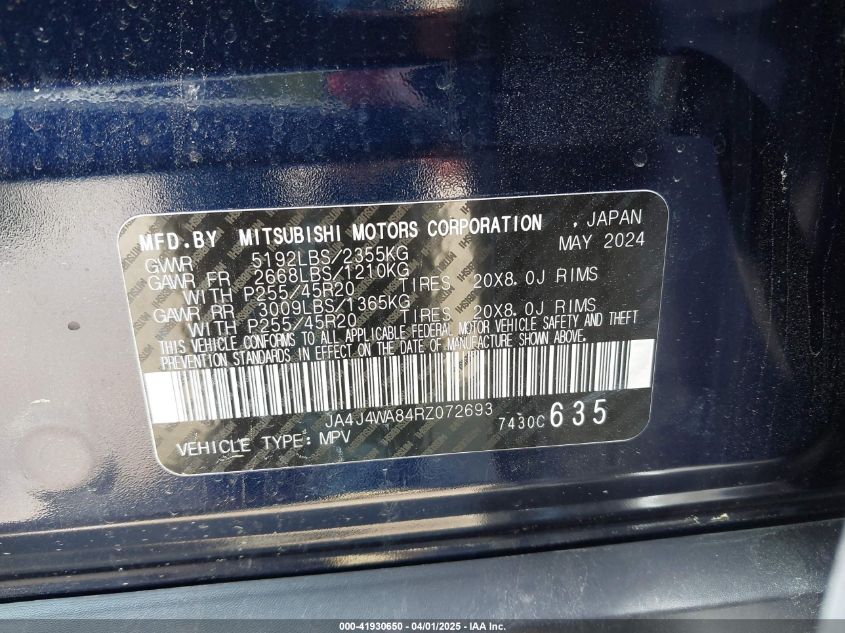 MFD.BY MITSUBISHI MOTORS CORPORATION , JAPAN
MAY 2024
GVWR 5192LBS/2355KG
GAWR FR 2668LBS/1210KG
WITH P255/45R20 TIRES 20X8.0J RIMS
GAWR RR 3009LBS/1365KG
WITH P255/45R20 TIRES 20X8.0J RIMS
THIS VEHICLE CONFORMS TO ALL APPLICABLE FEDERAL MOTOR VEHICLE SAFETY AND THEFT
PREVENTION STANDARDS IN EFFECT ON THE DATE OF MANUFACTURE SHOWN ABOVE.
JA4J4WA84RZ072693
7430C 635
VEHICLE TYPE: MPV
000-41930650 - 04/01/2025 - IAA Inc.